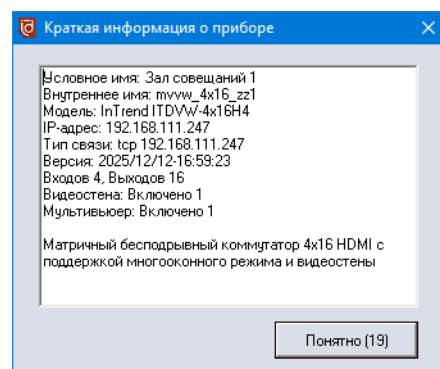 Краткая информация о приборе
Условное имя: Зал совещаний 1
Внутреннее имя: mvvw_4x16_zz1
Модель: InTrend ITDVW-4x16H4
IP-адрес: 192.168.111.247
Тип связи: tcp 192.168.111.247
Версия: 2025/12/12-16:59:23
Входов 4, Выходов 16
Видеостена: Включено 1
Мультивьюер: Включено 1
Матричный бесподрывный коммутатор 4x16 HDMI с
поддержкой многооконного режима и видеостены
Понятно (19)